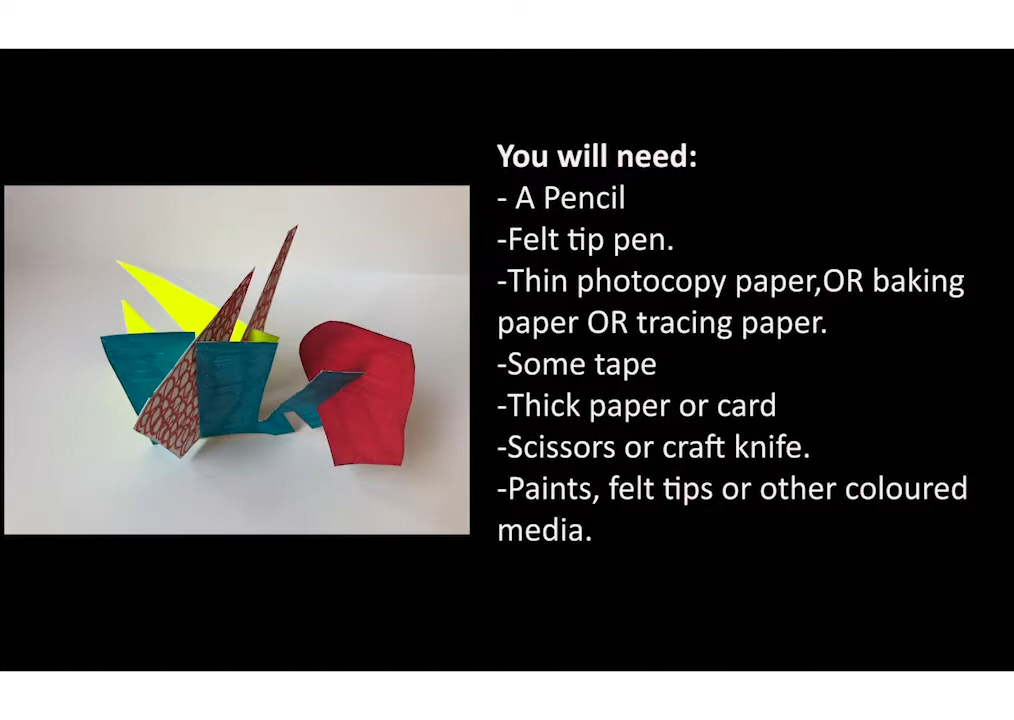 You will need:
- A Pencil
-Felt tip pen.
-Thin photocopy paper,OR baking
paper OR tracing paper.
-Some tape
-Thick paper or card
-Scissors or craft knife.
-Paints, felt tips or other coloured
media.